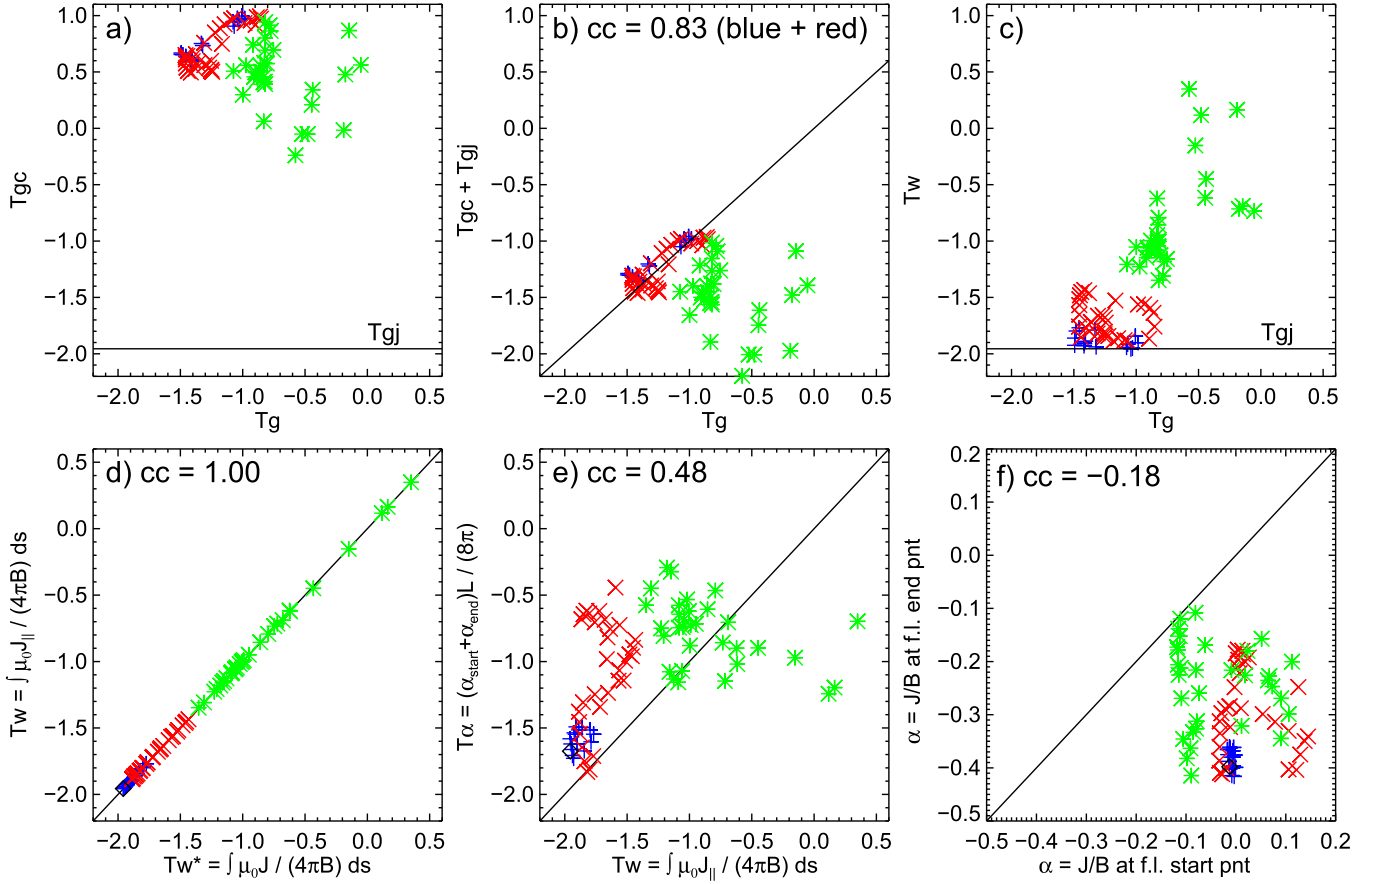 a)
1.0
0.5
0.0
−0.5
−1.0
−1.5
−2.0
Tgc
Tgj
−2.0 −1.5 −1.0 −0.5 0.0 0.5
Tg
b) cc = 0.83 (blue + red)
1.0
0.5
0.0
−0.5
−1.0
−1.5
−2.0
Tgc + Tgj
−2.0 −1.5 −1.0 −0.5 0.0 0.5
Tg
c)
1.0
0.5
0.0
−0.5
−1.0
−1.5
−2.0
Tw
Tgj
−2.0 −1.5 −1.0 −0.5 0.0 0.5
Tg
d) cc = 1.00
0.5
0.0
−0.5
−1.0
−1.5
−2.0
Tw = ∫ μ₀J_|| / (4πB) ds
−2.0 −1.5 −1.0 −0.5 0.0 0.5
Tw* = ∫ μ₀J / (4πB) ds
e) cc = 0.48
0.5
0.0
−0.5
−1.0
−1.5
−2.0
Tα = (α_start+α_end)L / (8π)
−2.0 −1.5 −1.0 −0.5 0.0 0.5
Tw = ∫ μ₀J_|| / (4πB) ds
f) cc = −0.18
0.2
0.1
0.0
−0.1
−0.2
−0.3
−0.4
−0.5
α = J/B at f.l. end pnt
−0.5 −0.4 −0.3 −0.2 −0.1 0.0 0.1 0.2
α = J/B at f.l. start pnt